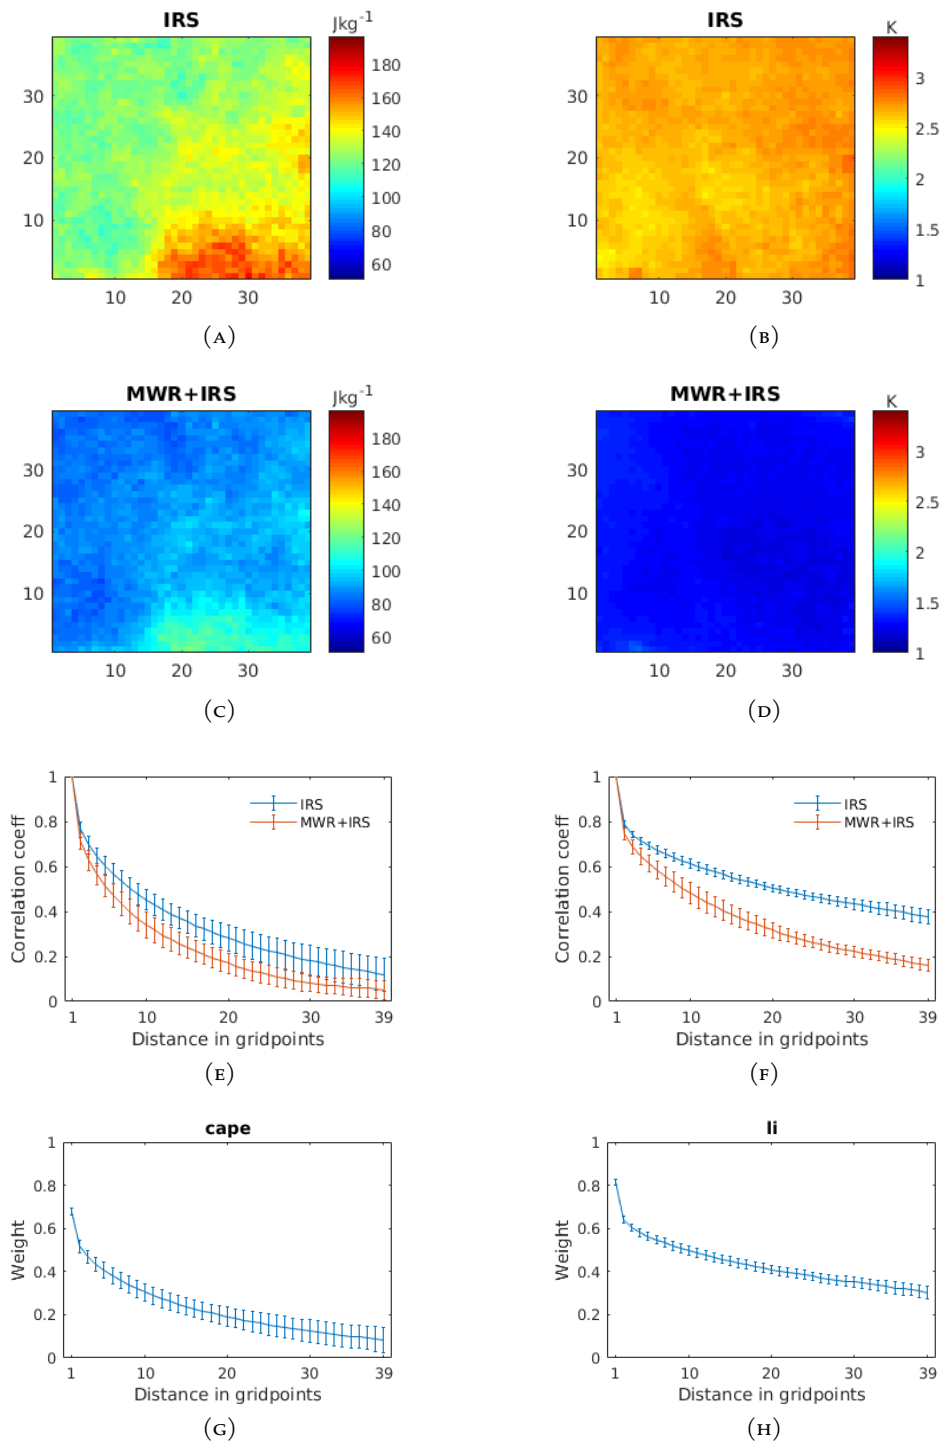 IRS
Jkg-1
180
160
140
120
100
80
60
30
20
10
10 20 30
(A)
IRS
K
3
2.5
2
1.5
1
30
20
10
10 20 30
(B)
MWR+IRS
Jkg-1
180
160
140
120
100
80
60
30
20
10
10 20 30
(C)
MWR+IRS
K
3
2.5
2
1.5
1
30
20
10
10 20 30
(D)
1
0.8
0.6
0.4
0.2
0
Correlation coeff
IRS
MWR+IRS
1 10 20 30 39
Distance in gridpoints
(E)
1
0.8
0.6
0.4
0.2
0
Correlation coeff
IRS
MWR+IRS
1 10 20 30 39
Distance in gridpoints
(F)
cape
1
0.8
0.6
0.4
0.2
0
Weight
1 10 20 30 39
Distance in gridpoints
(G)
li
1
0.8
0.6
0.4
0.2
0
Weight
1 10 20 30 39
Distance in gridpoints
(H)